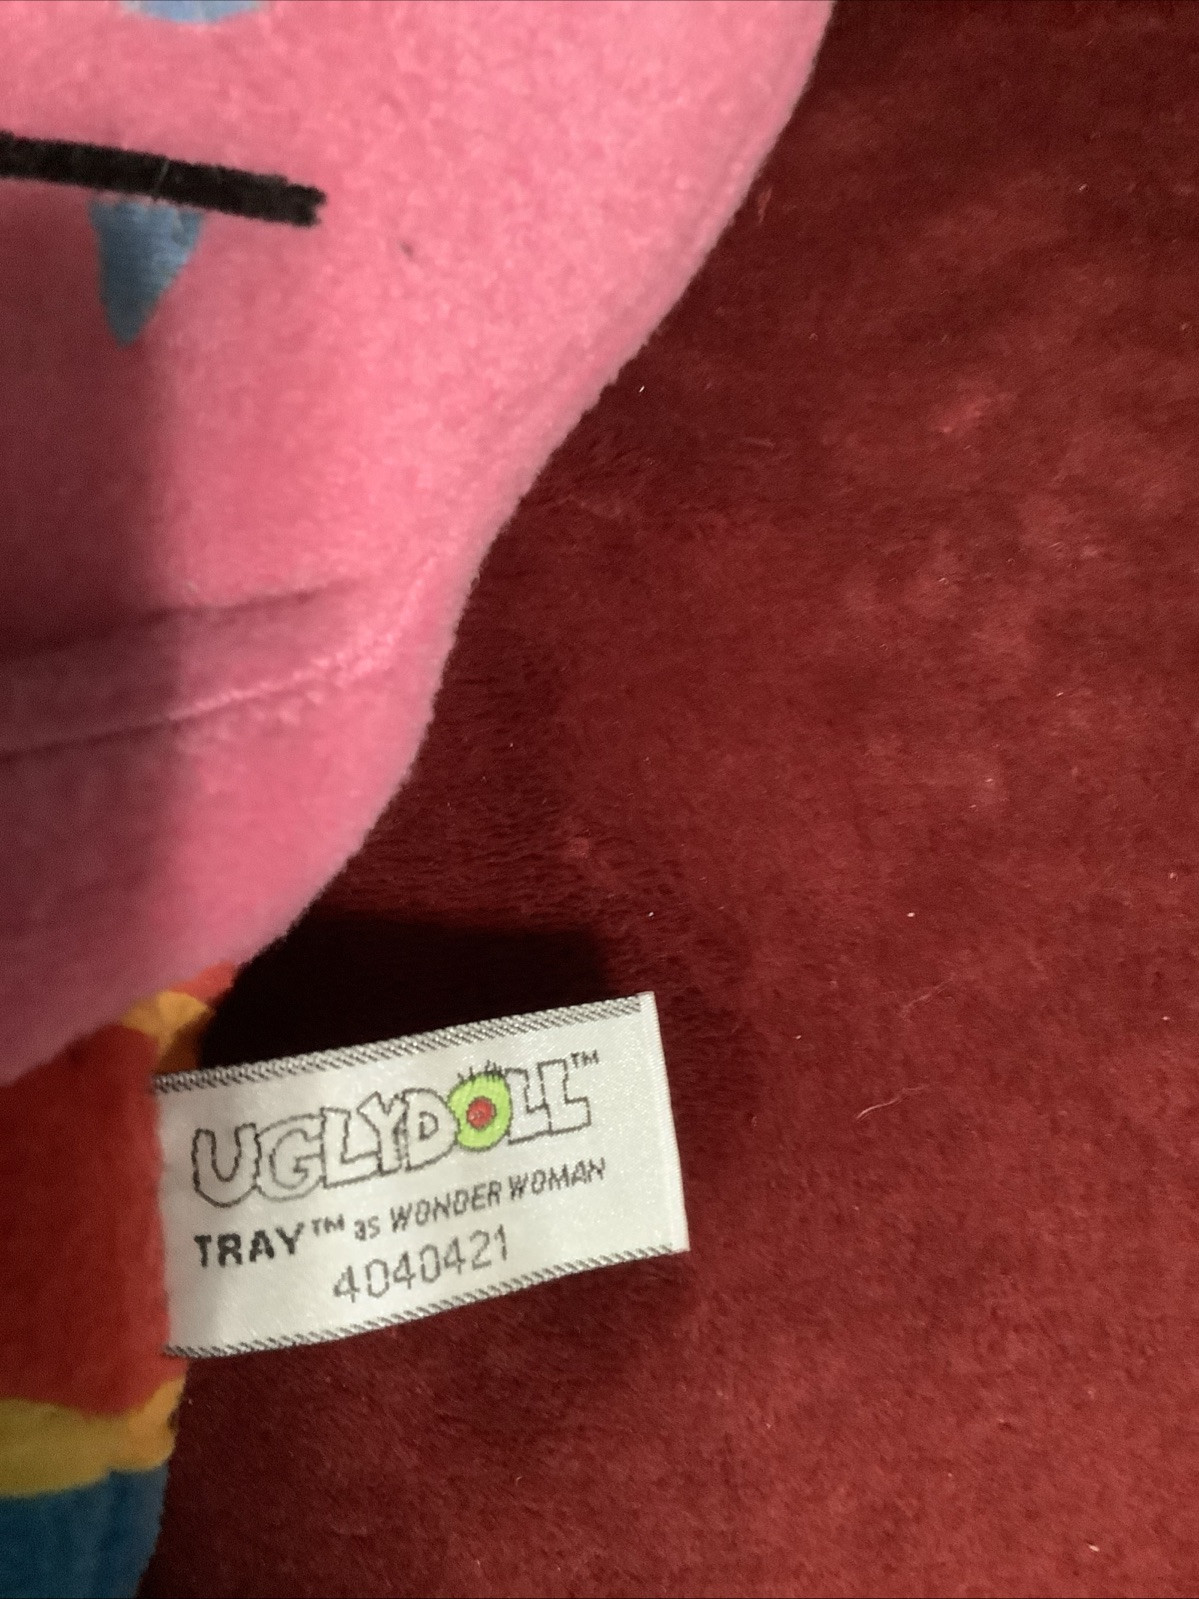 UGLYDOLL™
TRAY™ as WONDER WOMAN
4040421